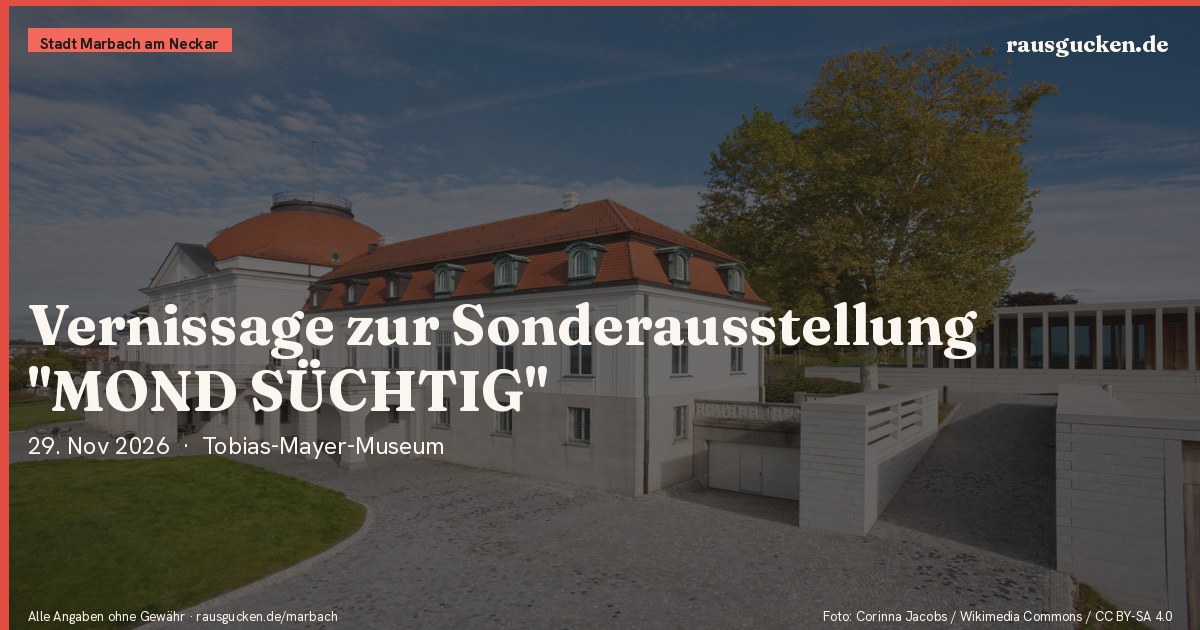 Stadt Marbach am Neckar
rausgucken.de
Vernissage zur Sonderausstellung
"MOND SÜCHTIG"
29. Nov 2026 · Tobias-Mayer-Museum
Alle Angaben ohne Gewähr · rausgucken.de/marbach
Foto: Corinna Jacobs / Wikimedia Commons / CC BY-SA 4.0